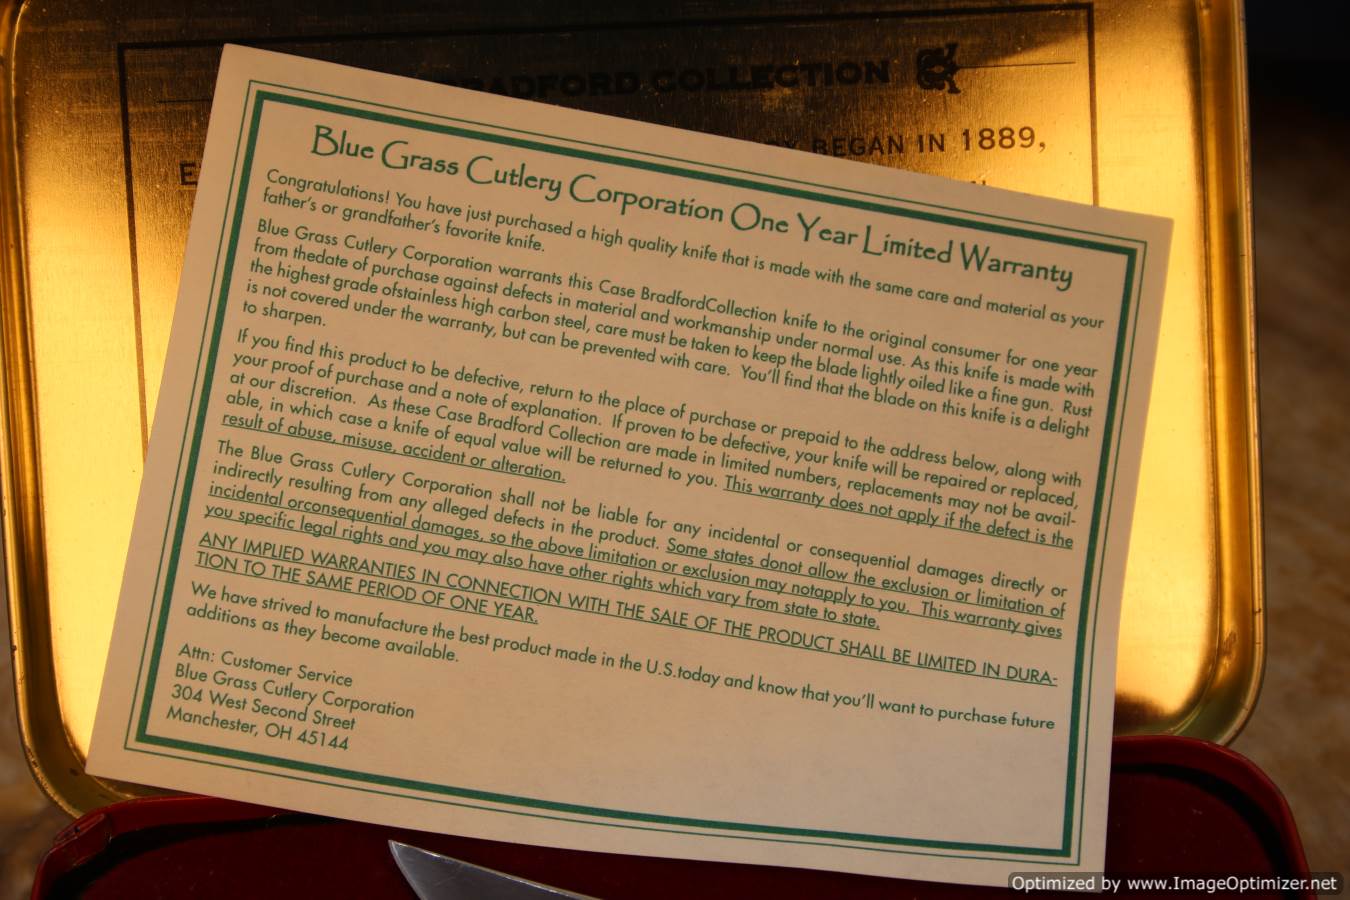 BRADFORD COLLECTION
BEGAN IN 1889,
Blue Grass Cutlery Corporation One Year Limited Warranty
Congratulations! You have just purchased a high quality knife that is made with the same care and material as your
father's or grandfather's favorite knife.
Blue Grass Cutlery Corporation warrants this Case BradfordCollection knife to the original consumer for one year
from thedate of purchase against defects in material and workmanship under normal use. As this knife is made with
the highest grade ofstainless high carbon steel, care must be taken to keep the blade lightly oiled like a fine gun. Rust
is not covered under the warranty, but can be prevented with care. You'll find that the blade on this knife is a delight
to sharpen.
If you find this product to be defective, return to the place of purchase or prepaid to the address below, along with
your proof of purchase and a note of explanation. If proven to be defective, your knife will be repaired or replaced,
at our discretion. As these Case Bradford Collection are made in limited numbers, replacements may not be avail-
able, in which case a knife of equal value will be returned to you. This warranty does not apply if the defect is the
result of abuse, misuse, accident or alteration.
The Blue Grass Cutlery Corporation shall not be liable for any incidental or consequential damages directly or
indirectly resulting from any alleged defects in the product. Some states donot allow the exclusion or limitation of
incidental orconsequential damages, so the above limitation or exclusion may notapply to you. This warranty gives
you specific legal rights and you may also have other rights which vary from state to state.
ANY IMPLIED WARRANTIES IN CONNECTION WITH THE SALE OF THE PRODUCT SHALL BE LIMITED IN DURA-
TION TO THE SAME PERIOD OF ONE YEAR.
We have strived to manufacture the best product made in the U.S.today and know that you'll want to purchase future
additions as they become available.
Attn: Customer Service
Blue Grass Cutlery Corporation
304 West Second Street
Manchester, OH 45144
Optimized by www.ImageOptimizer.net